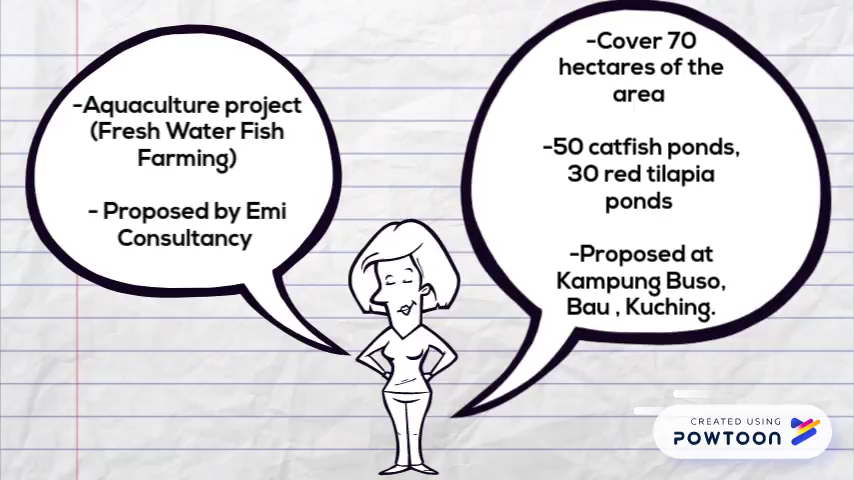 -Aquaculture project
(Fresh Water Fish
Farming)
- Proposed by Emi
Consultancy
-Cover 70
hectares of the
area
-50 catfish ponds,
30 red tilapia
ponds
-Proposed at
Kampung Buso,
Bau , Kuching.
CREATED USING
POWTOON